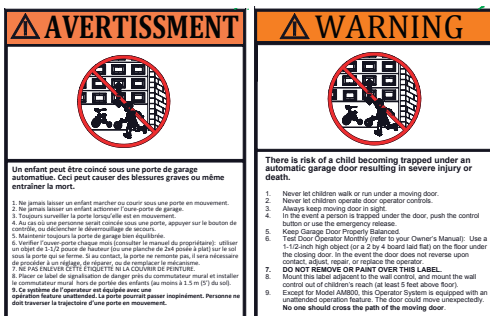 AVERTISSMENT
Un enfant peut être coincé sous une porte de garage
automatique. Ceci peut causer des blessures graves ou même
entraîner la mort.
1. Ne jamais laisser un enfant marcher ou courir sous une porte en mouvement.
2. Ne jamais laisser un enfant actionner l'ouvre-porte de garage.
3. Toujours surveiller la porte lorsqu'elle est en mouvement.
4. Au cas où une personne serait coincée sous une porte, appuyer sur le bouton de
contrôle, ou déclencher le déverrouillage de secours.
5. Maintenir toujours la porte de garage bien équilibrée.
6. Verifier l'ouver-porte chaque mois (consulter le manuel du propriétaire): utiliser
un objet de 1-1/2 pouce de hauteur (ou une planche de 2x4 posée à plat) sur le sol
sous la porte qui se ferme. Si au contact, la porte ne remonte pas, il sera nécessaire
de procéder à un réglage, de réparer, ou de remplacer le mécanisme.
7. NE PAS ENLEVER CETTE ÉTIQUETTE NI LA COUVRIR DE PEINTURE.
8. Placer ce label de signalisation de danger près du commutateur mural et installer
le commutateur mural hors de portée des enfants (au moins à 1.5 m (5') du sol).
9. Ce système de l'operateur est équipée avec une
opération feature unattended. La porte pourrait passer inopinément. Personne ne
doit traverser la trajectoire d'une porte en mouvement.
WARNING
There is risk of a child becoming trapped under an
automatic garage door resulting in severe injury or
death.
1. Never let children walk or run under a moving door.
2. Never let children operate door operator controls.
3. Always keep moving door in sight.
4. In the event a person is trapped under the door, push the control
button or use the emergency release.
5. Keep Garage Door Properly Balanced.
6. Test Door Operator Monthly (refer to your Owner's Manual): Use a
1-1/2-inch high object (or a 2 by 4 board laid flat) on the floor under
the closing door. In the event the door does not reverse upon
contact, adjust, repair, or replace the operator.
7. DO NOT REMOVE OR PAINT OVER THIS LABEL.
8. Mount this label adjacent to the wall control, and mount the wall
control out of children's reach (at least 5 feet above floor).
9. Except for Model AM800, this Operator System is equipped with an
unattended operation feature. The door could move unexpectedly.
No one should cross the path of the moving door.